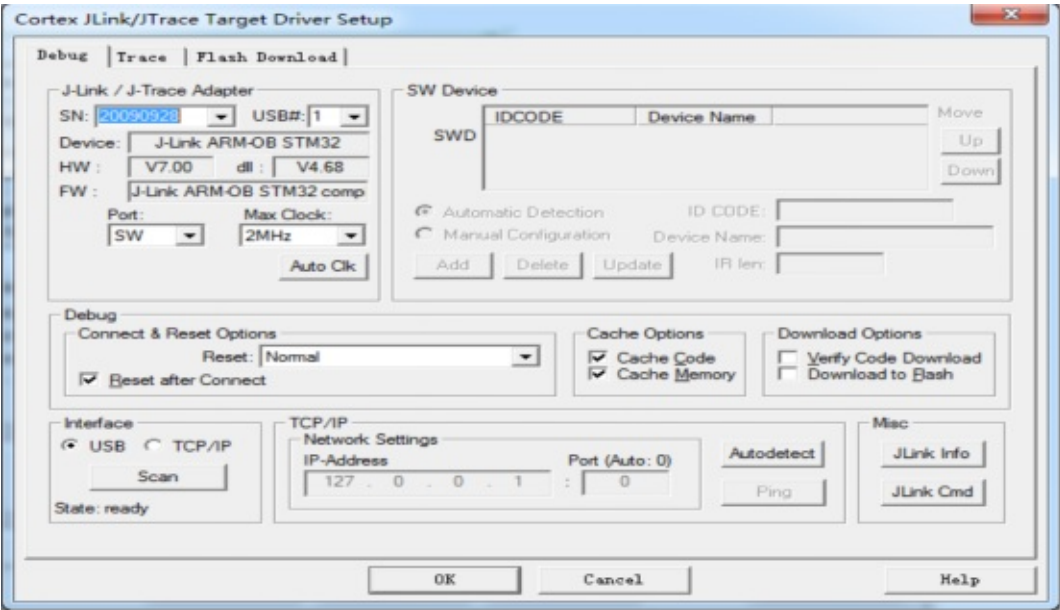 Cortex JLink/JTrace Target Driver Setup
Debug Trace Flash Download
J-Link / J-Trace Adapter
SN: 20090928 USB#: 1
Device: J-Link ARM-OB STM32
HW : V7.00 dll : V4.68
FW : J-Link ARM-OB STM32 comp
Port: Max Clock:
SW 2MHz
Auto Clk
SW Device
IDCODE Device Name Move
SWD Up
Down
Automatic Detection ID CODE:
Manual Configuration Device Name:
Add Delete Update IR len:
Debug
Connect & Reset Options
Reset: Normal
Reset after Connect
Cache Options
Cache Code
Cache Memory
Download Options
Verify Code Download
Download to Flash
Interface
USB TCP/IP
Scan
State: ready
TCP/IP
Network Settings
IP-Address Port (Auto: 0)
127 . 0 . 0 . 1 : 0
Autodetect
Ping
Misc
JLink Info
JLink Cmd
OK Cancel Help